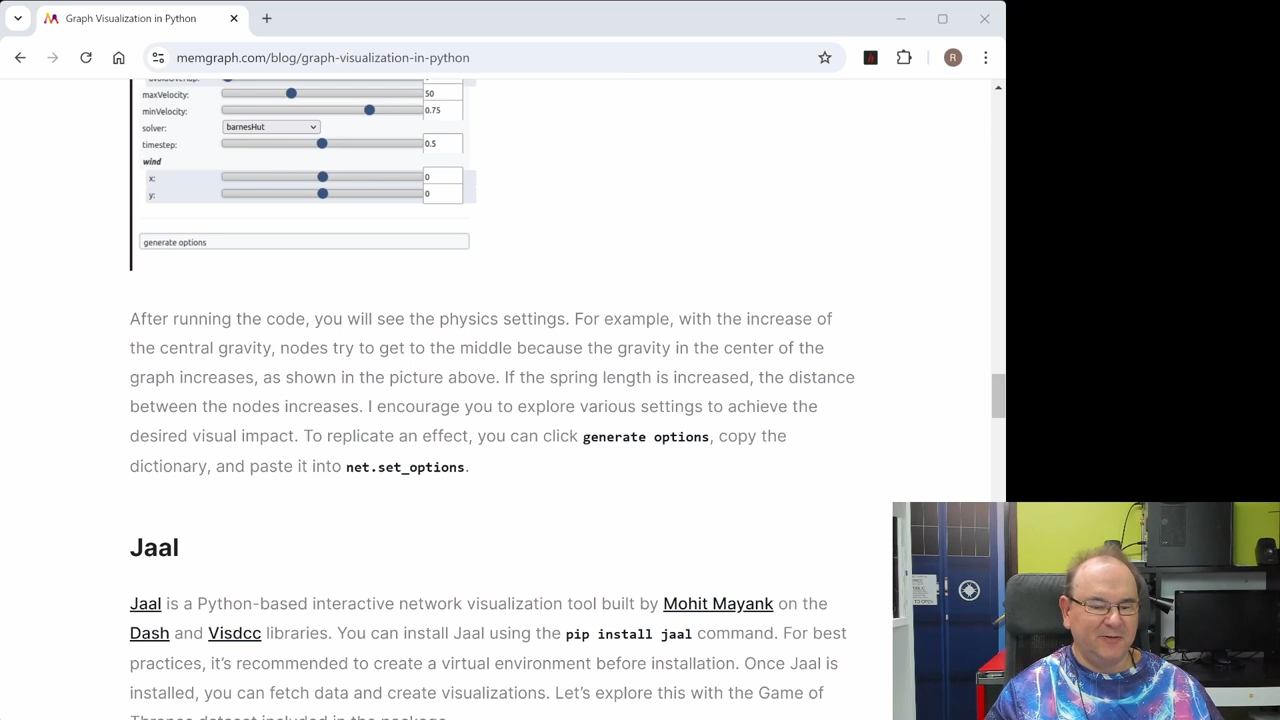 Graph Visualization in Python
memgraph.com/blog/graph-visualization-in-python
R
maxVelocity: 50
minVelocity: 0.75
solver: barnesHut
timestep: 0.5
wind
x: 0
y: 0
generate options
After running the code, you will see the physics settings. For example, with the increase of
the central gravity, nodes try to get to the middle because the gravity in the center of the
graph increases, as shown in the picture above. If the spring length is increased, the distance
between the nodes increases. I encourage you to explore various settings to achieve the
desired visual impact. To replicate an effect, you can click generate options, copy the
dictionary, and paste it into net.set_options.
Jaal
Jaal is a Python-based interactive network visualization tool built by Mohit Mayank on the
Dash and Visdcc libraries. You can install Jaal using the pip install jaal command. For best
practices, it's recommended to create a virtual environment before installation. Once Jaal is
installed, you can fetch data and create visualizations. Let's explore this with the Game of
Thrones dataset included in the package.